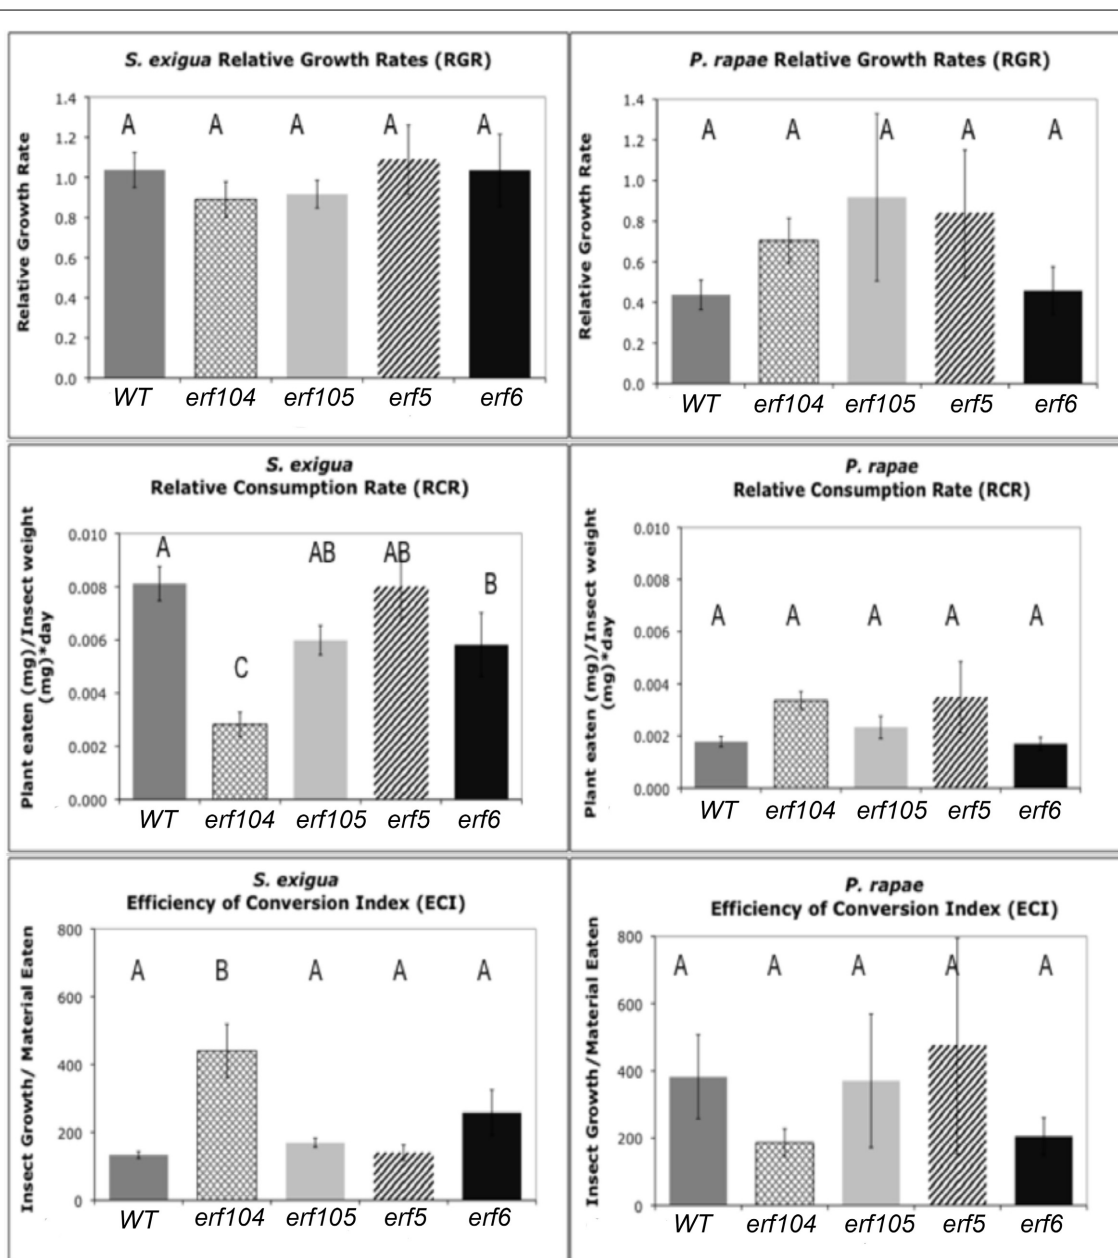 S. exigua Relative Growth Rates (RGR)
Relative Growth Rate
1.4
1.2
1.0
0.8
0.6
0.4
0.2
0.0
A A A A A
WT erf104 erf105 erf5 erf6
P. rapae Relative Growth Rates (RGR)
Relative Growth Rate
1.4
1.2
1.0
0.8
0.6
0.4
0.2
0.0
A A A A A
WT erf104 erf105 erf5 erf6
S. exigua
Relative Consumption Rate (RCR)
Plant eaten (mg)/Insect weight
(mg)*day
0.010
0.008
0.006
0.004
0.002
0.000
A C AB AB B
WT erf104 erf105 erf5 erf6
P. rapae
Relative Consumption Rate (RCR)
Plant eaten (mg)/Insect weight
(mg)*day
0.010
0.008
0.006
0.004
0.002
0.000
A A A A A
WT erf104 erf105 erf5 erf6
S. exigua
Efficiency of Conversion Index (ECI)
Insect Growth/ Material Eaten
800
600
400
200
0
A B A A A
WT erf104 erf105 erf5 erf6
P. rapae
Efficiency of Conversion Index (ECI)
Insect Growth/Material Eaten
800
600
400
200
0
A A A A A
WT erf104 erf105 erf5 erf6